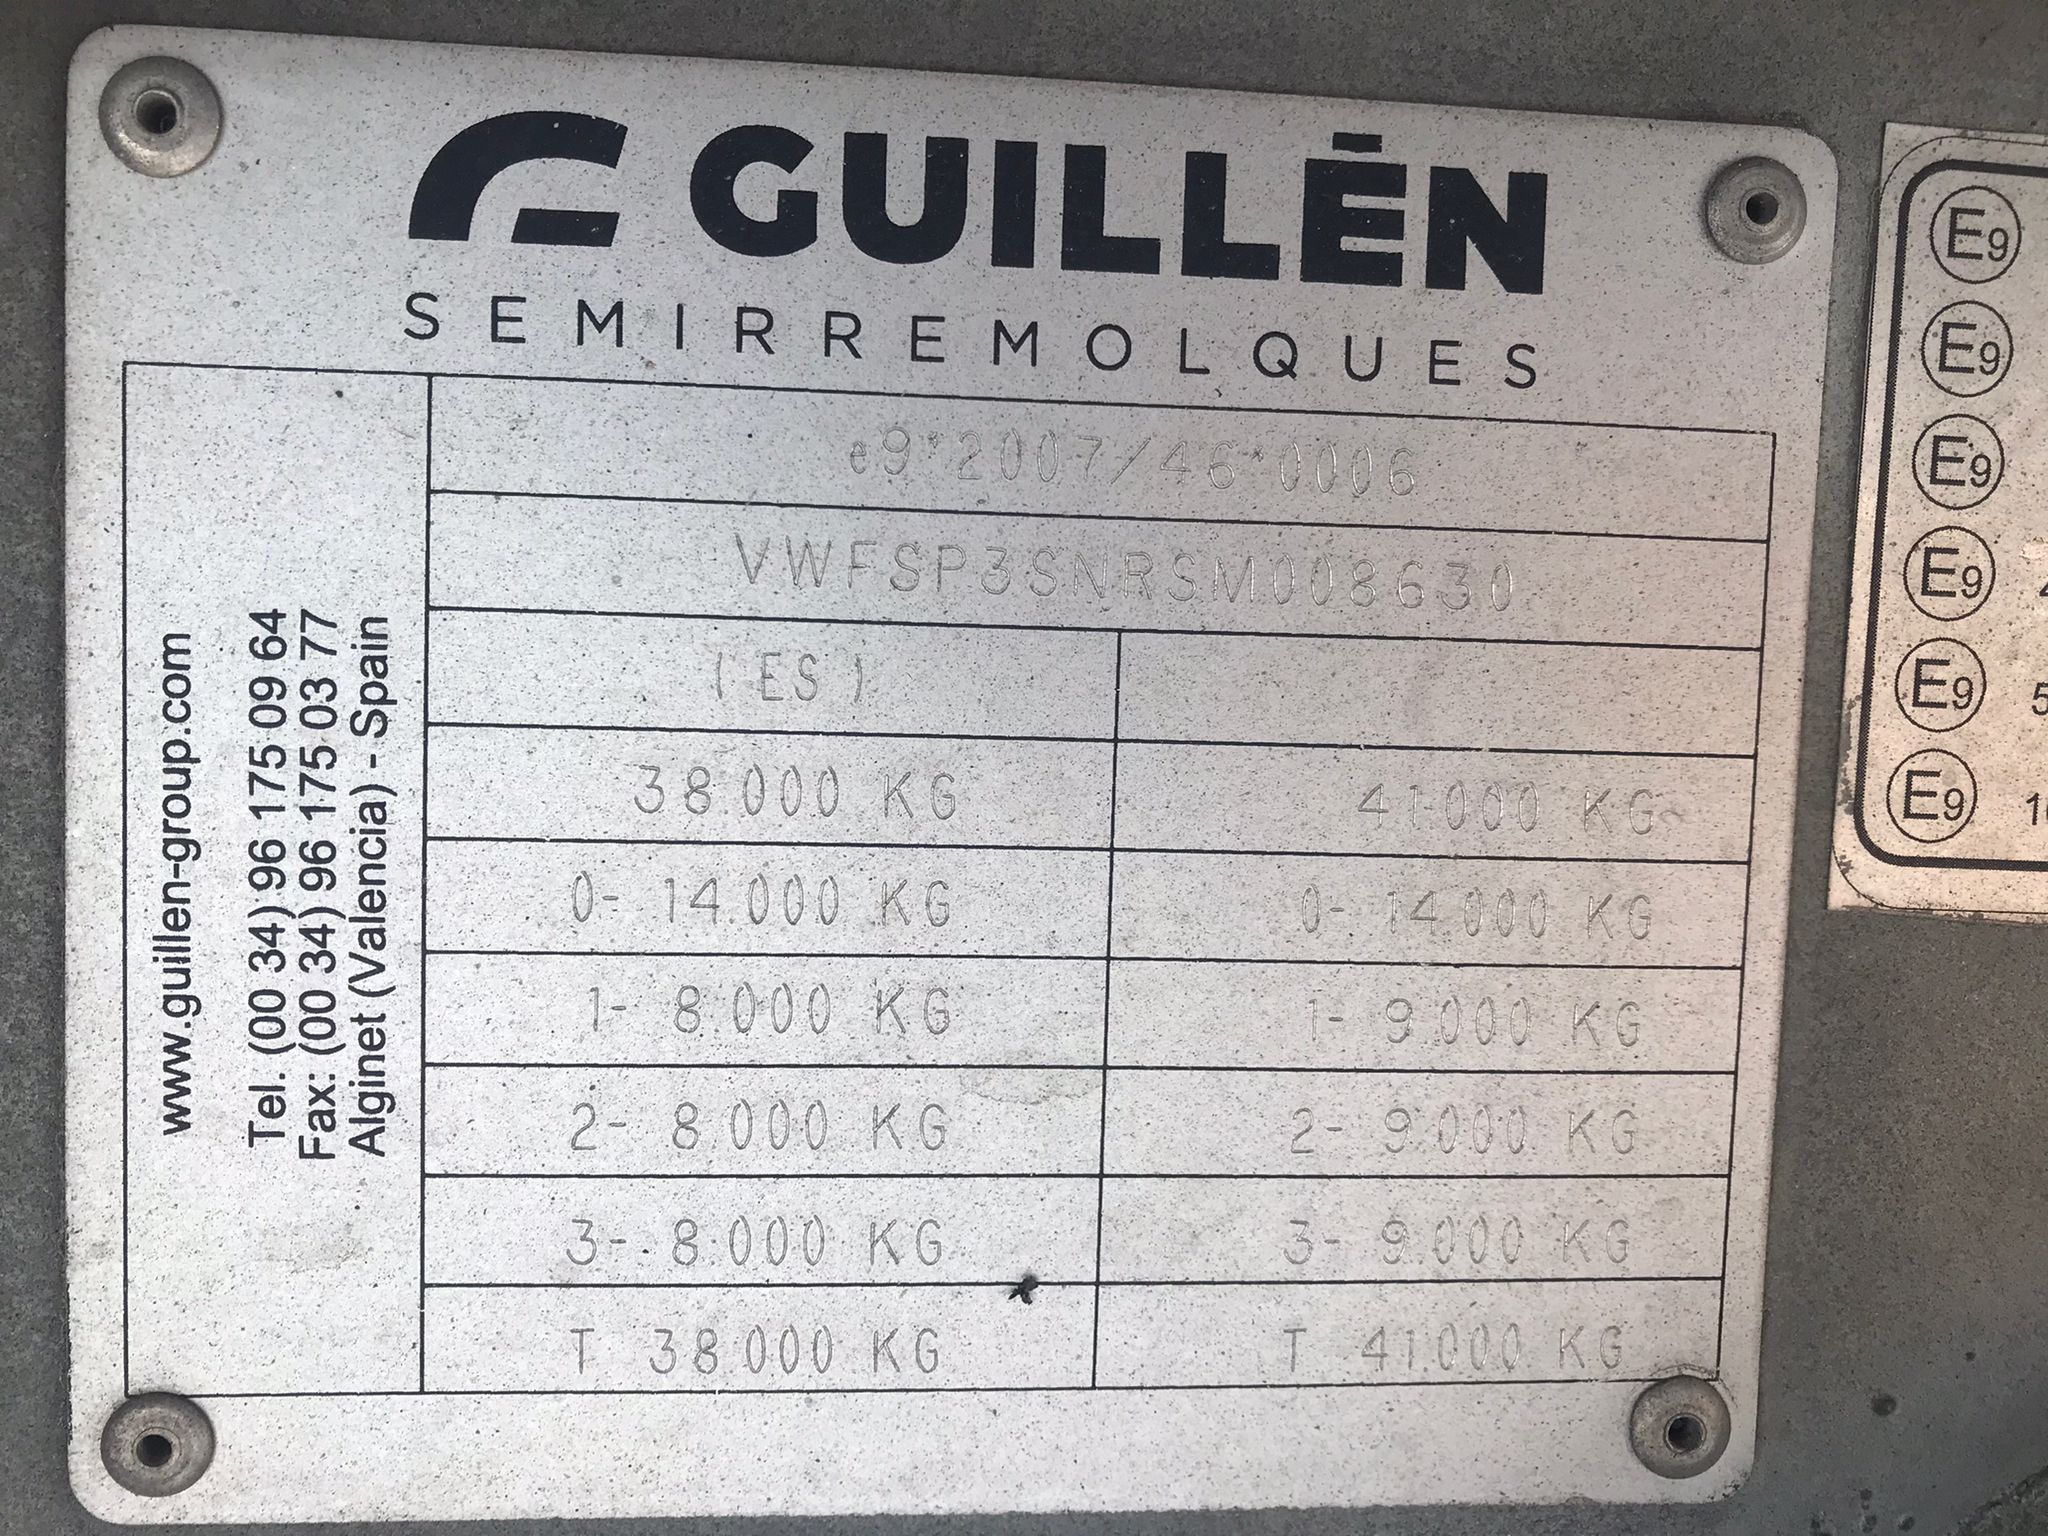 GUILLÉN
SEMIRREMOLQUES
www.guillen-group.com
Tel. (00 34) 96 175 09 64
Fax: (00 34) 96 175 03 77
Alginet (Valencia) - Spain
e9*2007/46*0006
VWFSP3SNRSM008630
(ES)
38.000 KG 41.000 KG
0- 14.000 KG 0- 14.000 KG
1- 8.000 KG 1- 9.000 KG
2- 8.000 KG 2- 9.000 KG
3- 8.000 KG 3- 9.000 KG
T 38.000 KG T 41.000 KG
E9
E9
E9
E9
E9
E9